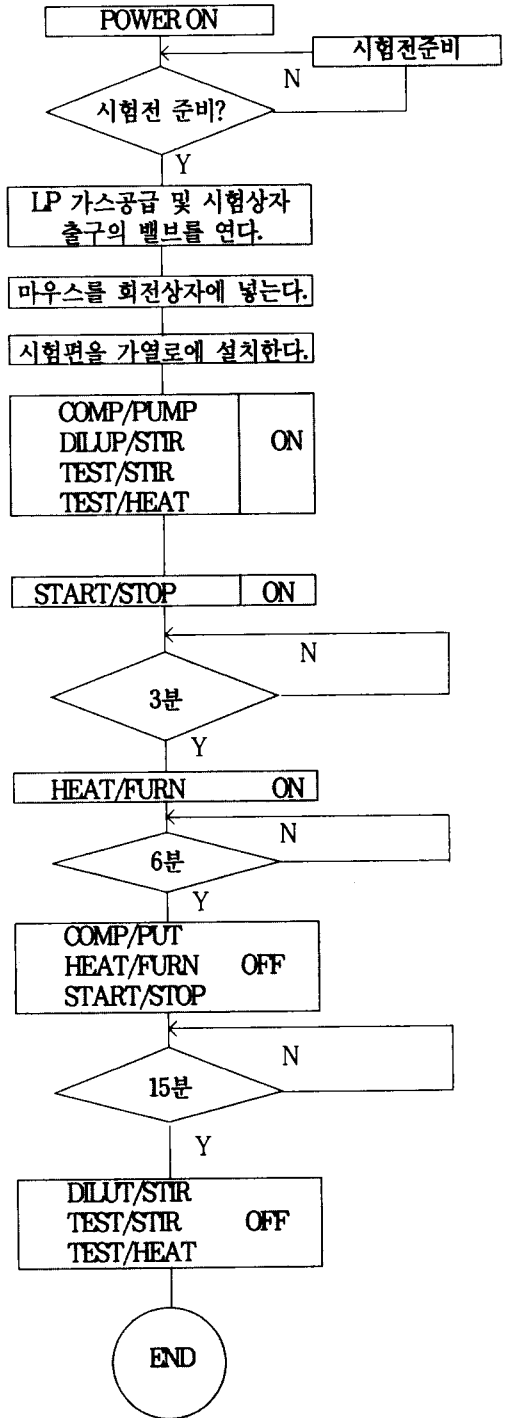 POWER ON
시험전준비
N
시험전 준비?
Y
LP 가스공급 및 시험상자
출구의 밸브를 연다.
마우스를 회전상자에 넣는다.
시험편을 가열로에 설치한다.
COMP/PUMP
DILUP/STIR ON
TEST/STIR
TEST/HEAT
START/STOP ON
N
3분
Y
HEAT/FURN ON
N
6분
Y
COMP/PUT
HEAT/FURN OFF
START/STOP
N
15분
Y
DILUT/STIR
TEST/STIR OFF
TEST/HEAT
END